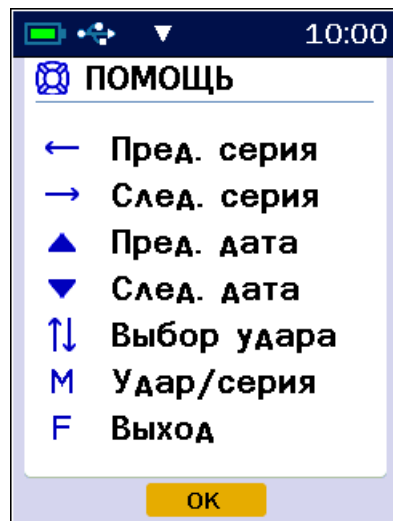 10:00
ПОМОЩЬ
← Пред. серия
→ След. серия
▲ Пред. дата
▼ След. дата
↑↓ Выбор удара
M Удар/серия
F Выход
OK